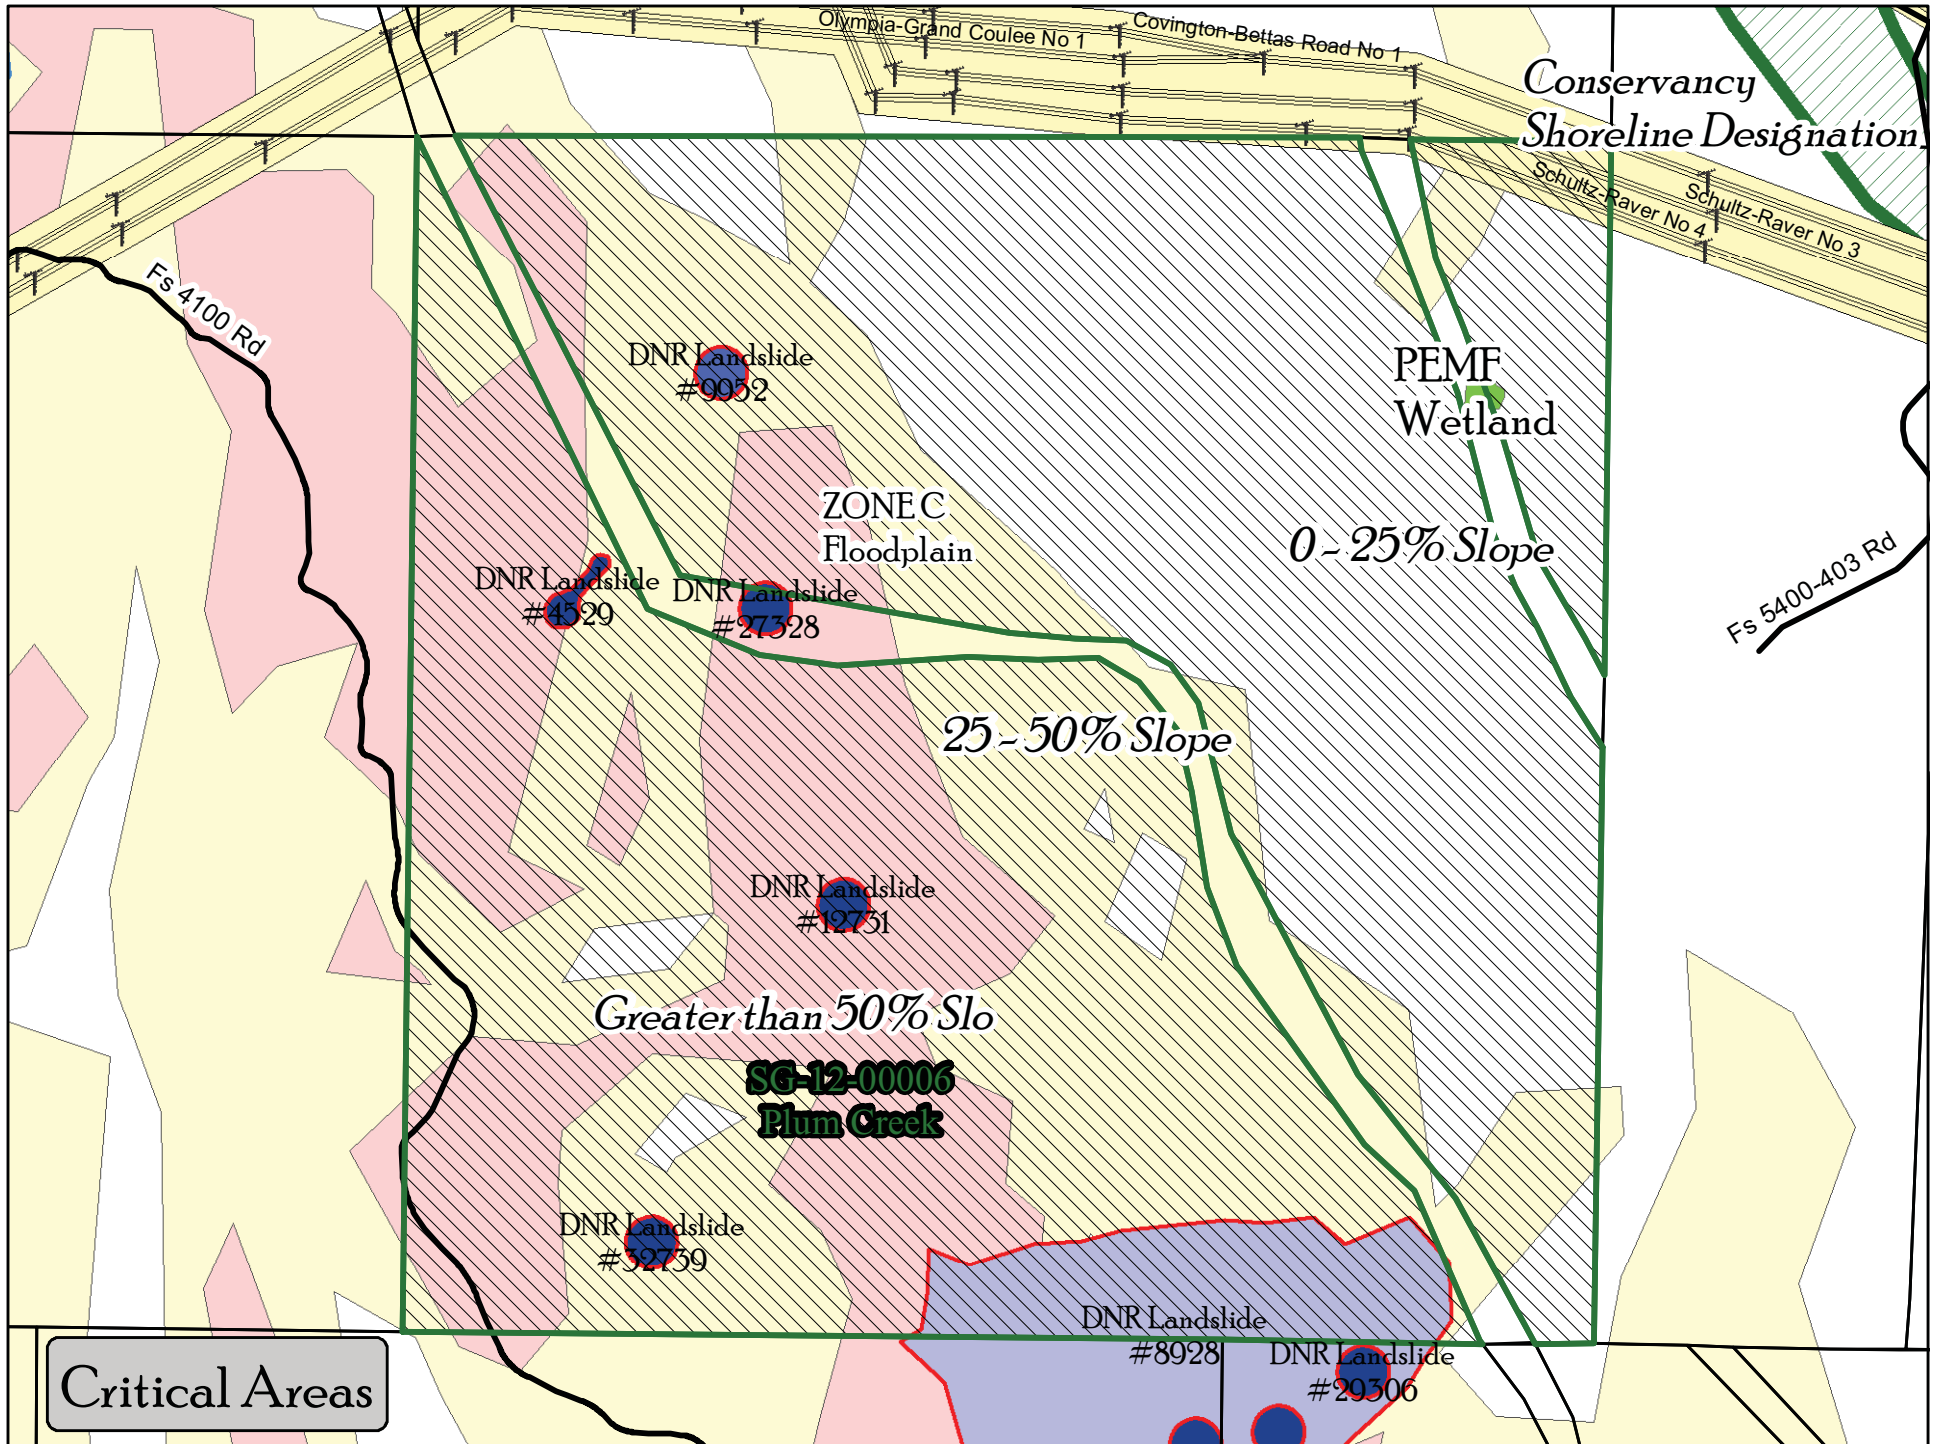 Olympia-Grand Coulee No 1
Covington-Bettas Road No 1
Conservancy
Shoreline Designation
Schultz-Raver No 4
Schultz-Raver No 3
Fs 4100 Rd
DNR Landslide
#9952
PEMF
Wetland
ZONE C
Floodplain
0 - 25% Slope
Fs 5400-403 Rd
DNR Landslide
#4529
DNR Landslide
#27328
25 - 50% Slope
DNR Landslide
#12731
Greater than 50% Slo
SG-12-00006
Plum Creek
DNR Landslide
#32739
DNR Landslide
#8928
DNR Landslide
#29306
Critical Areas